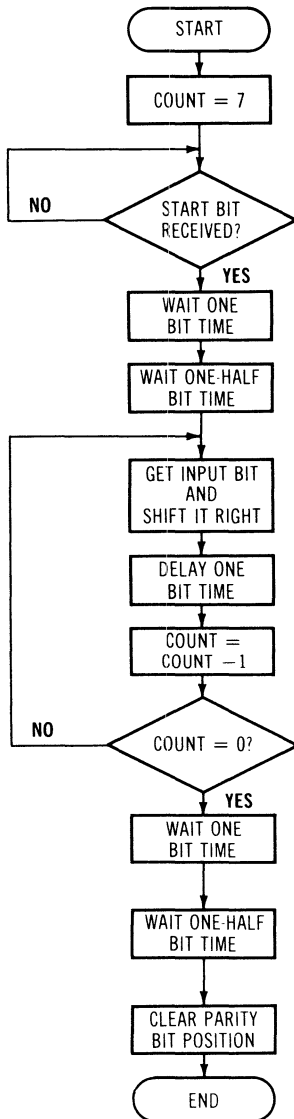 START
COUNT = 7
NO
START BIT
RECEIVED?
YES
WAIT ONE
BIT TIME
WAIT ONE-HALF
BIT TIME
GET INPUT BIT
AND
SHIFT IT RIGHT
DELAY ONE
BIT TIME
COUNT =
COUNT -1
NO
COUNT = 0?
YES
WAIT ONE
BIT TIME
WAIT ONE-HALF
BIT TIME
CLEAR PARITY
BIT POSITION
END